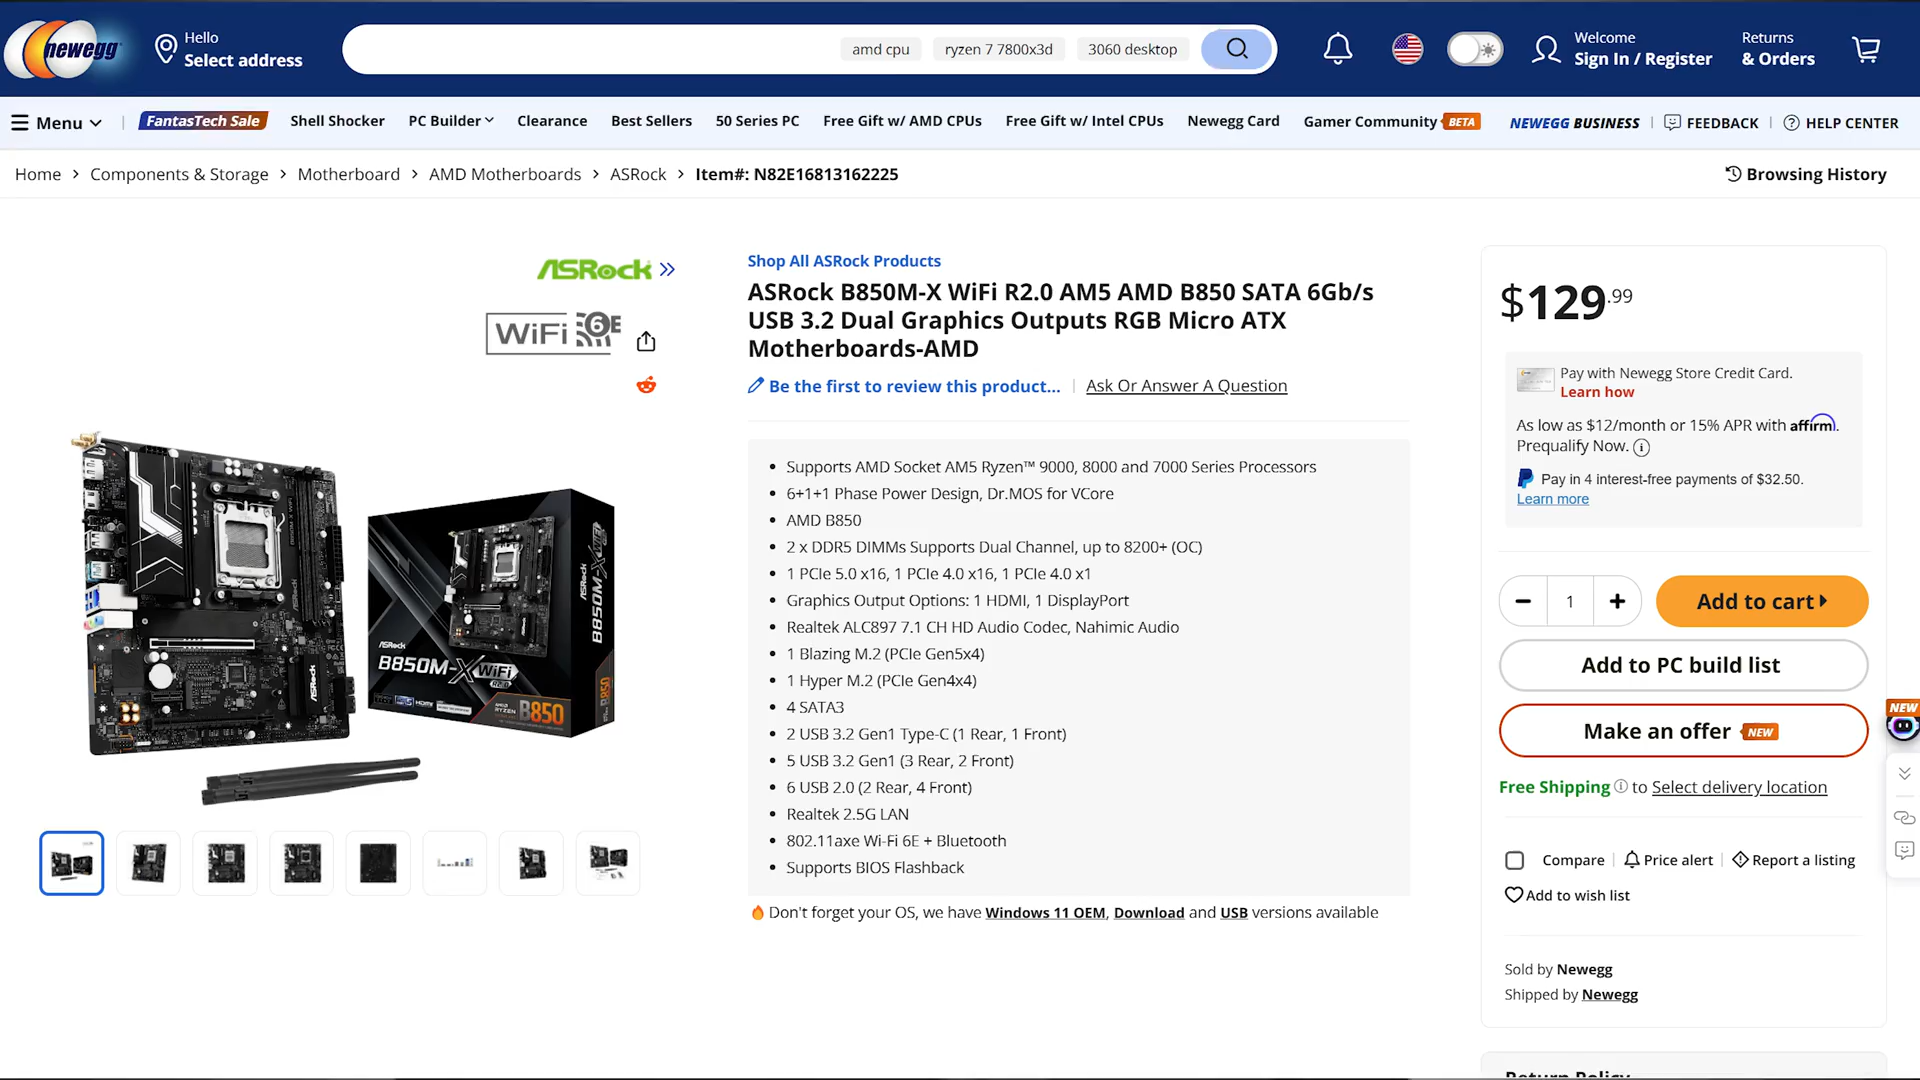 newegg
Hello
Select address
amd cpu
ryzen 7 7800x3d
3060 desktop
Welcome
Sign In / Register
Returns
& Orders
Menu
FantasTech Sale
Shell Shocker
PC Builder
Clearance
Best Sellers
50 Series PC
Free Gift w/ AMD CPUs
Free Gift w/ Intel CPUs
Newegg Card
Gamer Community BETA
NEWEGG BUSINESS
FEEDBACK
HELP CENTER
Home > Components & Storage > Motherboard > AMD Motherboards > ASRock > Item#: N82E16813162225
Browsing History
ASRock
WiFi 6E
ASRock
B850M-X WiFi
R2.0
HDMI
AMD
RYZEN
B850
ASRock
B850M-X WiFi
B850
ASRock
Shop All ASRock Products
ASRock B850M-X WiFi R2.0 AM5 AMD B850 SATA 6Gb/s
USB 3.2 Dual Graphics Outputs RGB Micro ATX
Motherboards-AMD
Be the first to review this product...
Ask Or Answer A Question
• Supports AMD Socket AM5 Ryzen™ 9000, 8000 and 7000 Series Processors
• 6+1+1 Phase Power Design, Dr.MOS for VCore
• AMD B850
• 2 x DDR5 DIMMs Supports Dual Channel, up to 8200+ (OC)
• 1 PCIe 5.0 x16, 1 PCIe 4.0 x16, 1 PCIe 4.0 x1
• Graphics Output Options: 1 HDMI, 1 DisplayPort
• Realtek ALC897 7.1 CH HD Audio Codec, Nahimic Audio
• 1 Blazing M.2 (PCIe Gen5x4)
• 1 Hyper M.2 (PCIe Gen4x4)
• 4 SATA3
• 2 USB 3.2 Gen1 Type-C (1 Rear, 1 Front)
• 5 USB 3.2 Gen1 (3 Rear, 2 Front)
• 6 USB 2.0 (2 Rear, 4 Front)
• Realtek 2.5G LAN
• 802.11axe Wi-Fi 6E + Bluetooth
• Supports BIOS Flashback
Don't forget your OS, we have Windows 11 OEM, Download and USB versions available
$129.99
Pay with Newegg Store Credit Card.
Learn how
As low as $12/month or 15% APR with affirm.
Prequalify Now.
Pay in 4 interest-free payments of $32.50.
Learn more
1
Add to cart
Add to PC build list
Make an offer NEW
NEW
Free Shipping to Select delivery location
Compare
Price alert
Report a listing
Add to wish list
Sold by Newegg
Shipped by Newegg
Return Policy